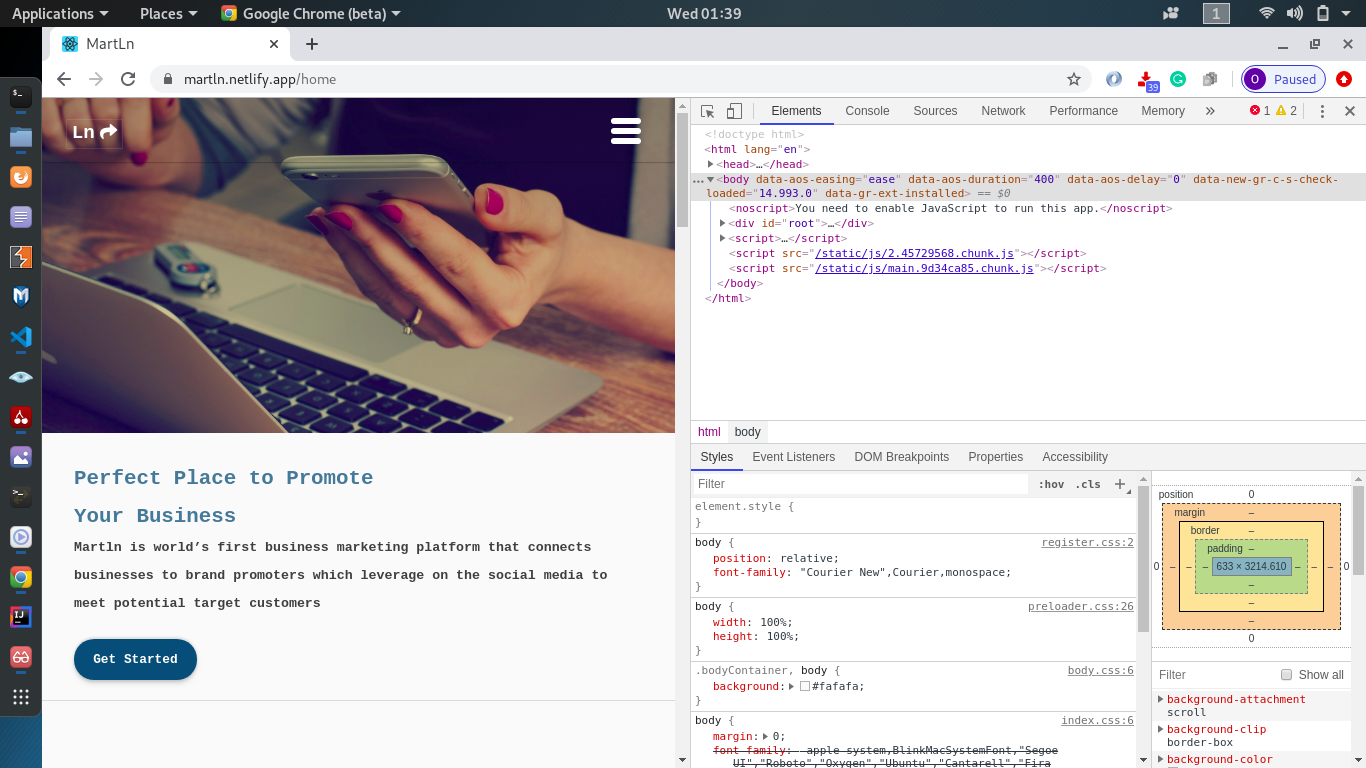 Applications
Places
Google Chrome (beta)
Wed 01:39
1
MartLn
martln.netlify.app/home
39
O
Paused
Ln
Perfect Place to Promote
Your Business
Martln is world’s first business marketing platform that connects
businesses to brand promoters which leverage on the social media to
meet potential target customers
Get Started
Elements Console Sources Network Performance Memory » 1 2
<!doctype html>
<html lang="en">
<head>…</head>
<body data-aos-easing="ease" data-aos-duration="400" data-aos-delay="0" data-new-gr-c-s-check-
loaded="14.993.0" data-gr-ext-installed> == $0
<noscript>You need to enable JavaScript to run this app.</noscript>
<div id="root">…</div>
<script>…</script>
<script src="/static/js/2.45729568.chunk.js"></script>
<script src="/static/js/main.9d34ca85.chunk.js"></script>
</body>
</html>
html body
Styles Event Listeners DOM Breakpoints Properties Accessibility
Filter :hov .cls +
element.style {
}
body { register.css:2
position: relative;
font-family: "Courier New",Courier,monospace;
}
body { preloader.css:26
width: 100%;
height: 100%;
}
.bodyContainer, body { body.css:6
background: #fafafa;
}
body { index.css:6
margin: 0;
font-family: -apple-system,BlinkMacSystemFont,"Segoe
UI","Roboto","Oxygen","Ubuntu","Cantarell","Fira
position 0
margin –
border –
padding –
0 – – – 633 × 3214.610 – – – 0
–
–
–
0
Filter Show all
background-attachment
scroll
background-clip
border-box
background-color